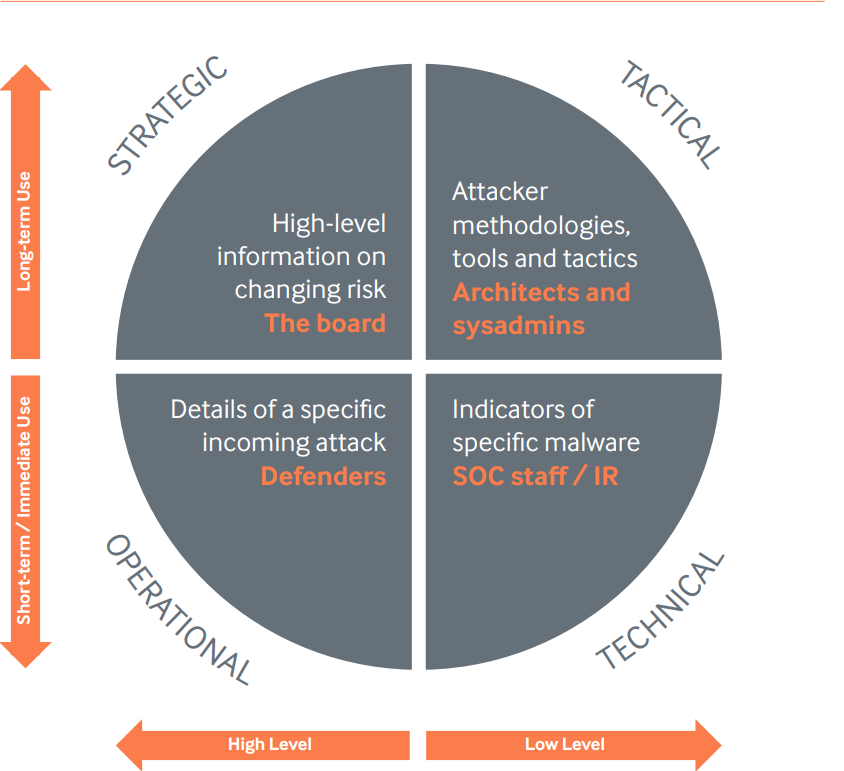 STRATEGIC
TACTICAL
Long-term Use
High-level
information on
changing risk
The board
Attacker
methodologies,
tools and tactics
Architects and
sysadmins
Short-term / Immediate Use
Details of a specific
incoming attack
Defenders
Indicators of
specific malware
SOC staff / IR
OPERATIONAL
TECHNICAL
High Level
Low Level